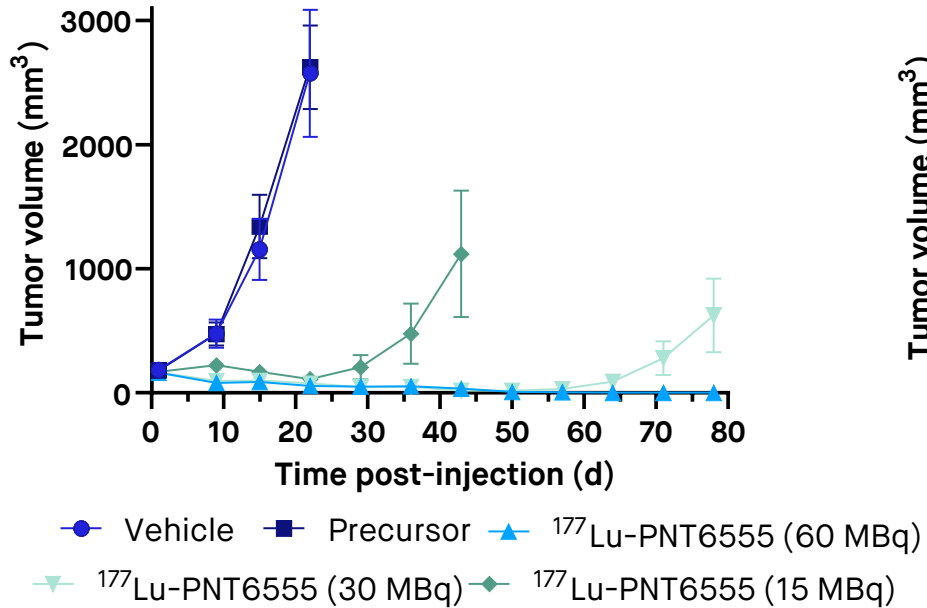 Tumor volume (mm³)
3000
2000
1000
0
0 10 20 30 40 50 60 70 80
Time post-injection (d)
Vehicle Precursor ¹⁷⁷Lu-PNT6555 (60 MBq)
¹⁷⁷Lu-PNT6555 (30 MBq) ¹⁷⁷Lu-PNT6555 (15 MBq)
Tumor volume (mm³)